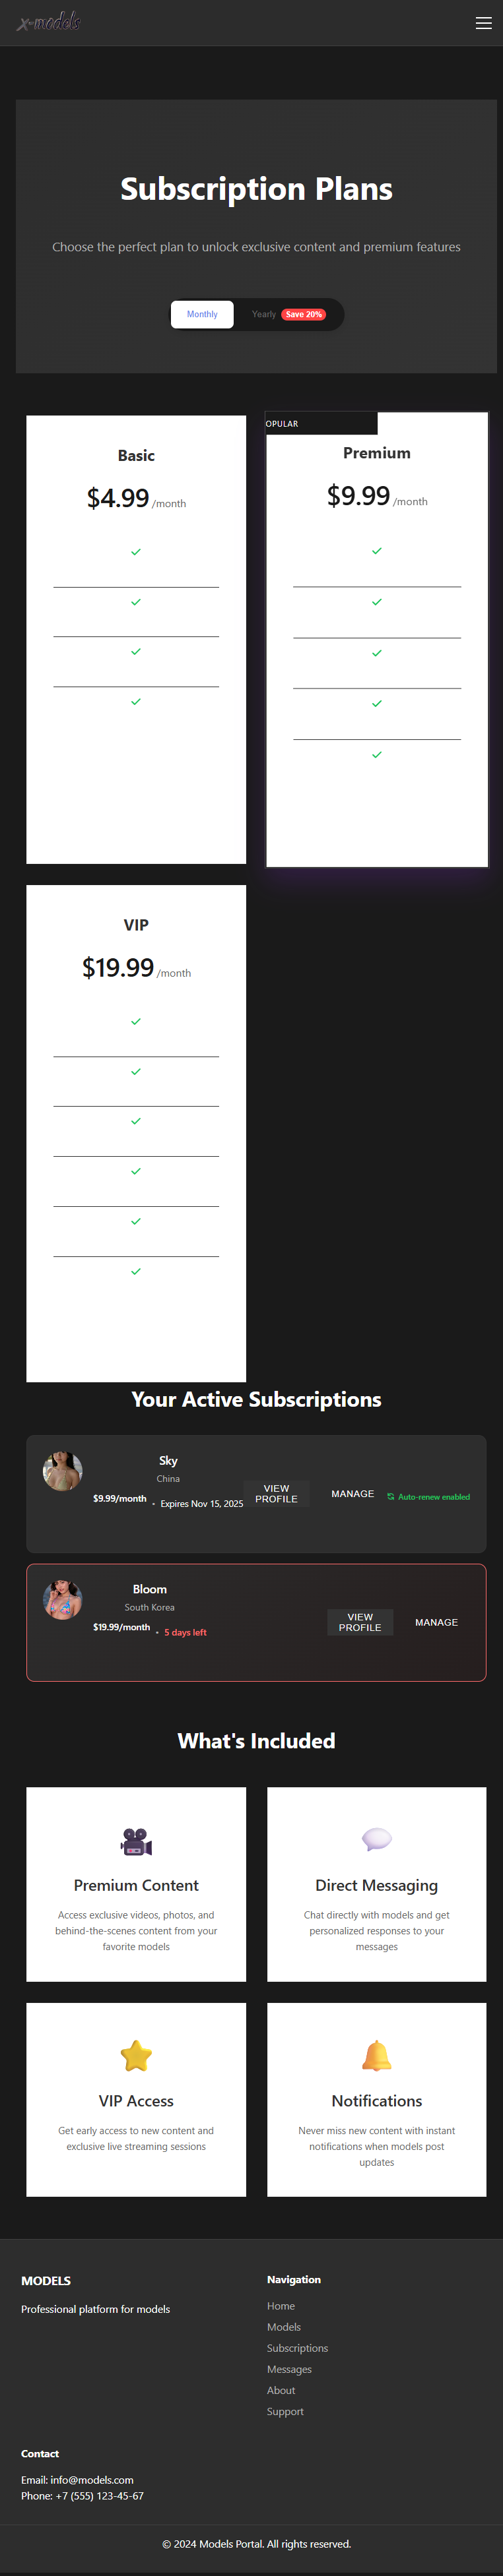 x-models
Subscription Plans
Choose the perfect plan to unlock exclusive content and premium features
Monthly
Yearly Save 20%
Basic
$4.99 /month
OPULAR
Premium
$9.99 /month
VIP
$19.99 /month
Your Active Subscriptions
Sky
China
$9.99/month • Expires Nov 15, 2025
VIEW
PROFILE
MANAGE
Auto-renew enabled
Bloom
South Korea
$19.99/month • 5 days left
VIEW
PROFILE
MANAGE
What's Included
Premium Content
Access exclusive videos, photos, and
behind-the-scenes content from your
favorite models
Direct Messaging
Chat directly with models and get
personalized responses to your
messages
VIP Access
Get early access to new content and
exclusive live streaming sessions
Notifications
Never miss new content with instant
notifications when models post
updates
MODELS
Professional platform for models
Navigation
Home
Models
Subscriptions
Messages
About
Support
Contact
Email: info@models.com
Phone: +7 (555) 123-45-67
© 2024 Models Portal. All rights reserved.